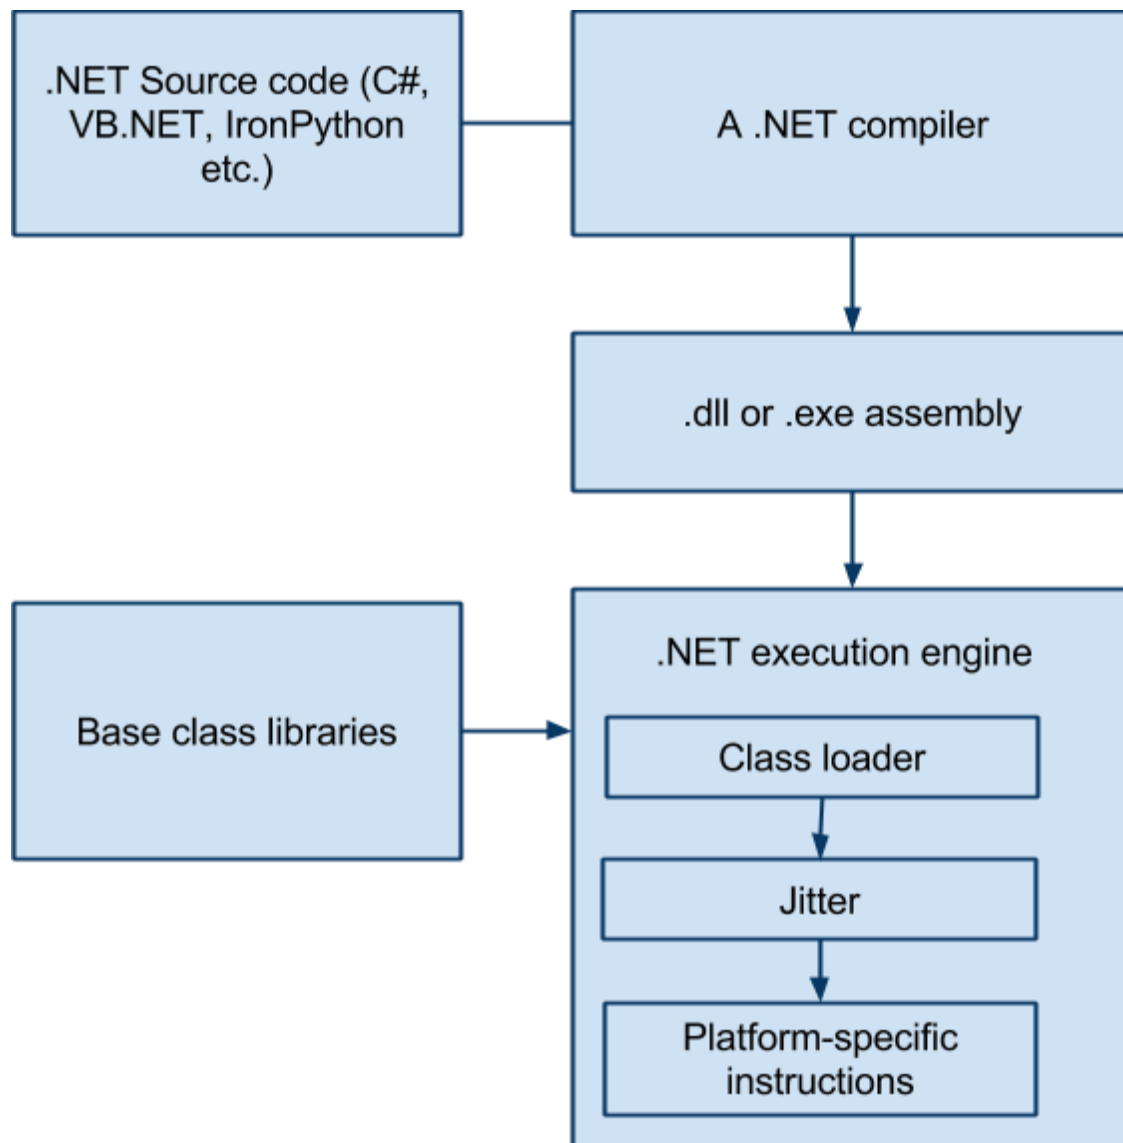 .NET Source code (C#,
VB.NET, IronPython
etc.)
A .NET compiler
.dll or .exe assembly
Base class libraries
.NET execution engine
Class loader
Jitter
Platform-specific
instructions